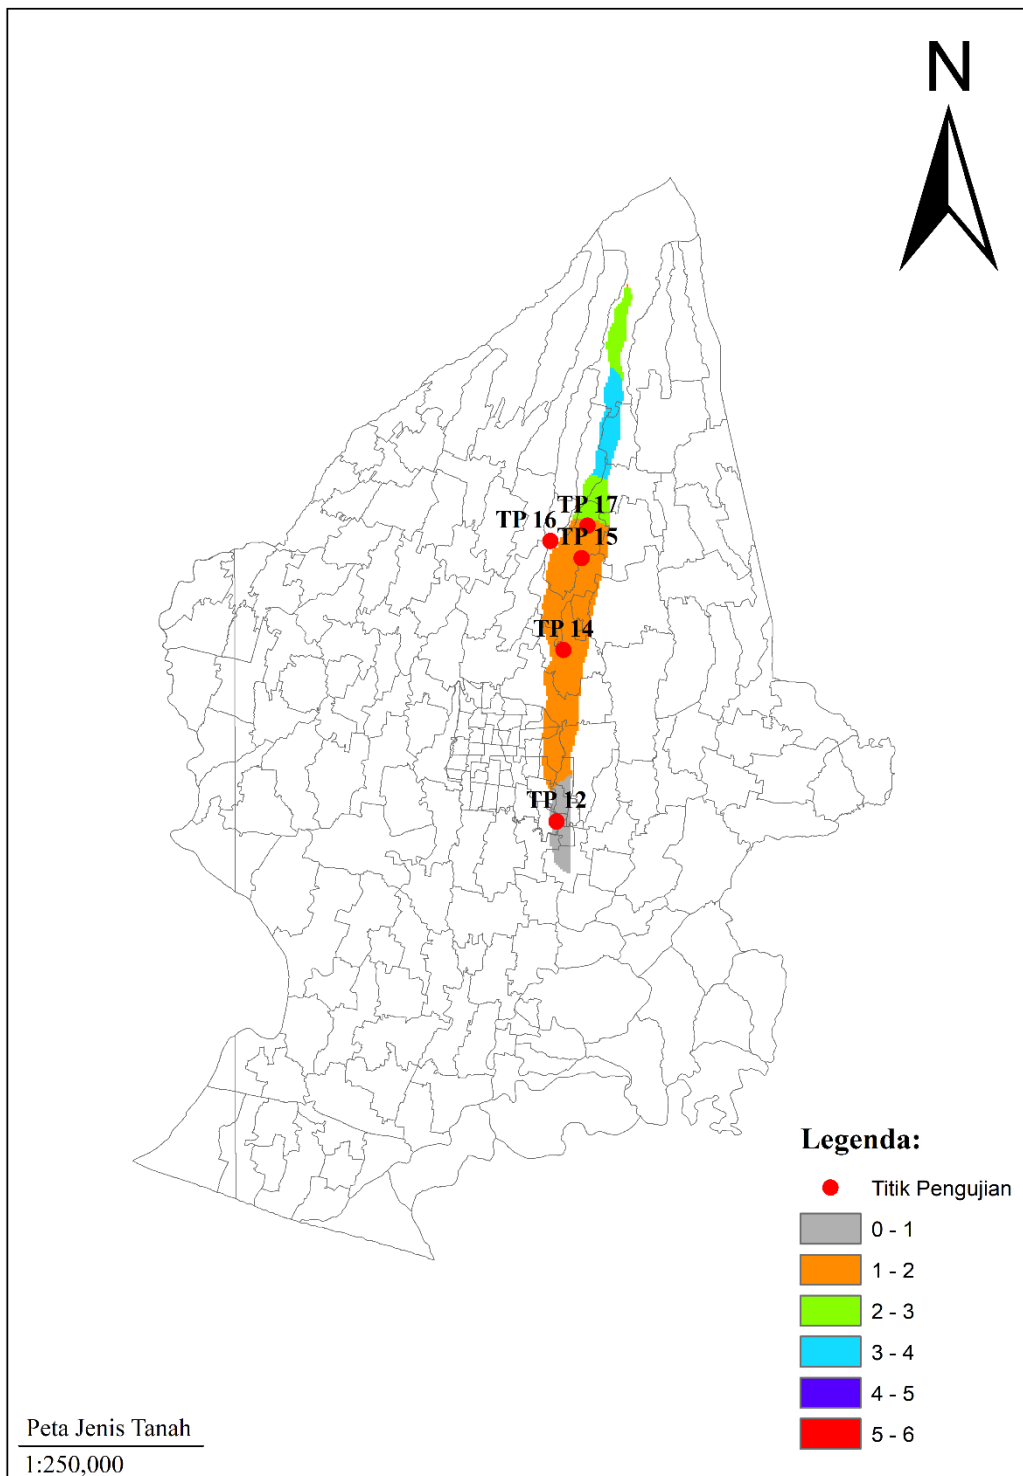 N
TP 17
TP 16
TP 15
TP 14
TP 12
Legenda:
Titik Pengujian
0 - 1
1 - 2
2 - 3
3 - 4
4 - 5
5 - 6
Peta Jenis Tanah
1:250,000